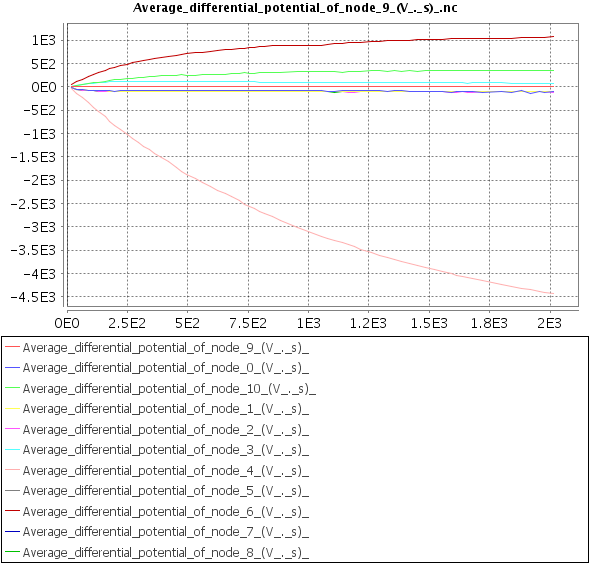 Average_differential_potential_of_node_9_(V_._s)_.nc
1E3
5E2
0E0
-5E2
-1E3
-1.5E3
-2E3
-2.5E3
-3E3
-3.5E3
-4E3
-4.5E3
0E0 2.5E2 5E2 7.5E2 1E3 1.2E3 1.5E3 1.8E3 2E3
Average_differential_potential_of_node_9_(V_._s)_
Average_differential_potential_of_node_0_(V_._s)_
Average_differential_potential_of_node_10_(V_._s)_
Average_differential_potential_of_node_1_(V_._s)_
Average_differential_potential_of_node_2_(V_._s)_
Average_differential_potential_of_node_3_(V_._s)_
Average_differential_potential_of_node_4_(V_._s)_
Average_differential_potential_of_node_5_(V_._s)_
Average_differential_potential_of_node_6_(V_._s)_
Average_differential_potential_of_node_7_(V_._s)_
Average_differential_potential_of_node_8_(V_._s)_